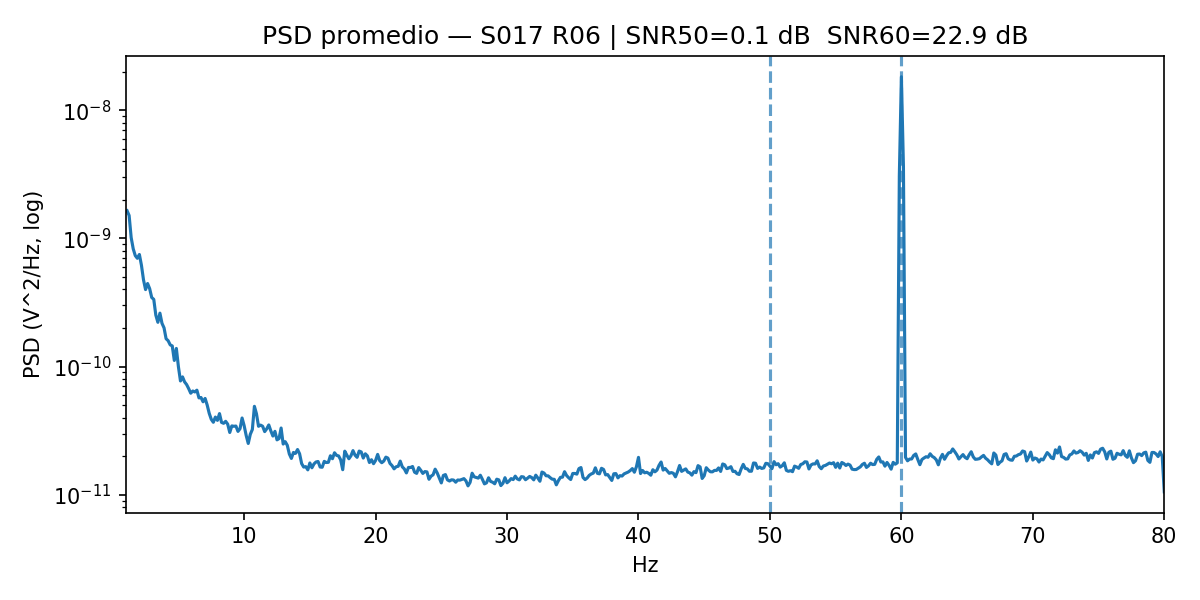 PSD promedio — S017 R06 | SNR50=0.1 dB  SNR60=22.9 dB
PSD (V^2/Hz, log)
10⁻⁸
10⁻⁹
10⁻¹⁰
10⁻¹¹
10 20 30 40 50 60 70 80
Hz